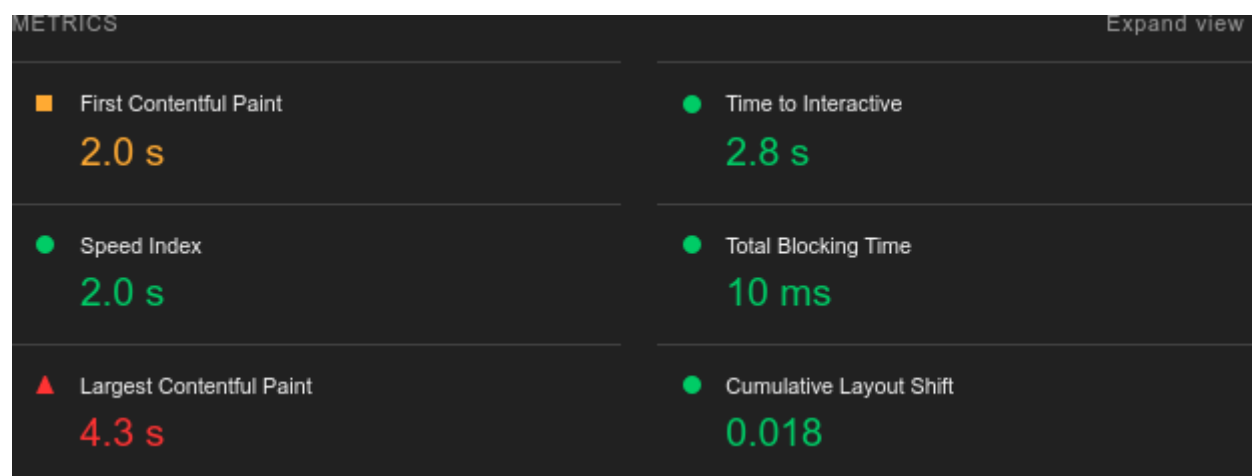 METRICS
Expand view
First Contentful Paint
2.0 s
Time to Interactive
2.8 s
Speed Index
2.0 s
Total Blocking Time
10 ms
Largest Contentful Paint
4.3 s
Cumulative Layout Shift
0.018